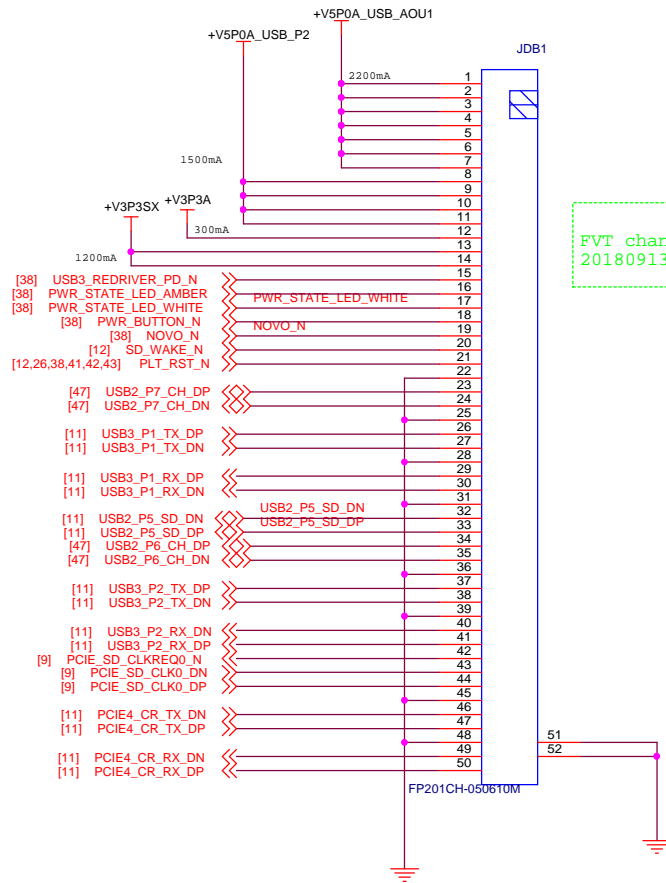 +V5P0A_USB_AOU1
+V5P0A_USB_P2
JDB1
2200mA
1500mA
+V3P3A
+V3P3SX
300mA
1200mA
FVT chan
20180913
1
2
3
4
5
6
7
8
9
10
11
12
13
14
[38] USB3_REDRIVER_PD_N 15
[38] PWR_STATE_LED_AMBER 16
PWR_STATE_LED_WHITE
[38] PWR_STATE_LED_WHITE 17
[38] PWR_BUTTON_N 18
NOVO_N
[38] NOVO_N 19
[12] SD_WAKE_N 20
[12,26,38,41,42,43] PLT_RST_N 21
22
[47] USB2_P7_CH_DP 23
[47] USB2_P7_CH_DN 24
25
[11] USB3_P1_TX_DP 26
[11] USB3_P1_TX_DN 27
28
[11] USB3_P1_RX_DP 29
[11] USB3_P1_RX_DN 30
31
USB2_P5_SD_DN
[11] USB2_P5_SD_DN 32
USB2_P5_SD_DP
[11] USB2_P5_SD_DP 33
[47] USB2_P6_CH_DP 34
[47] USB2_P6_CH_DN 35
36
[11] USB3_P2_TX_DP 37
[11] USB3_P2_TX_DN 38
39
[11] USB3_P2_RX_DN 40
[11] USB3_P2_RX_DP 41
[9] PCIE_SD_CLKREQ0_N 42
[9] PCIE_SD_CLK0_DN 43
[9] PCIE_SD_CLK0_DP 44
45
[11] PCIE4_CR_TX_DN 46
[11] PCIE4_CR_TX_DP 47
48
[11] PCIE4_CR_RX_DN 49
[11] PCIE4_CR_RX_DP 50
51
52
FP201CH-050610M